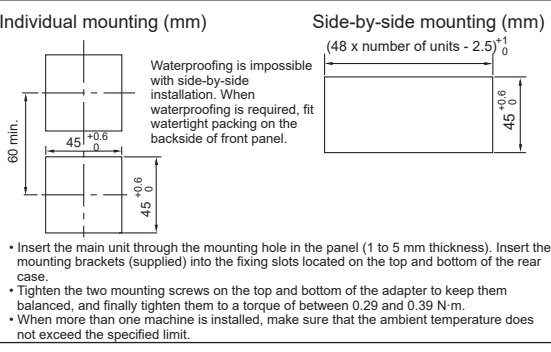 Individual mounting (mm)
Side-by-side mounting (mm)
Waterproofing is impossible
with side-by-side
installation. When
waterproofing is required, fit
watertight packing on the
backside of front panel.
60 min.
45 +0.6 0
45 +0.6 0
(48 x number of units - 2.5) +1 0
45 +0.6 0
• Insert the main unit through the mounting hole in the panel (1 to 5 mm thickness). Insert the
mounting brackets (supplied) into the fixing slots located on the top and bottom of the rear
case.
• Tighten the two mounting screws on the top and bottom of the adapter to keep them
balanced, and finally tighten them to a torque of between 0.29 and 0.39 N·m.
• When more than one machine is installed, make sure that the ambient temperature does
not exceed the specified limit.